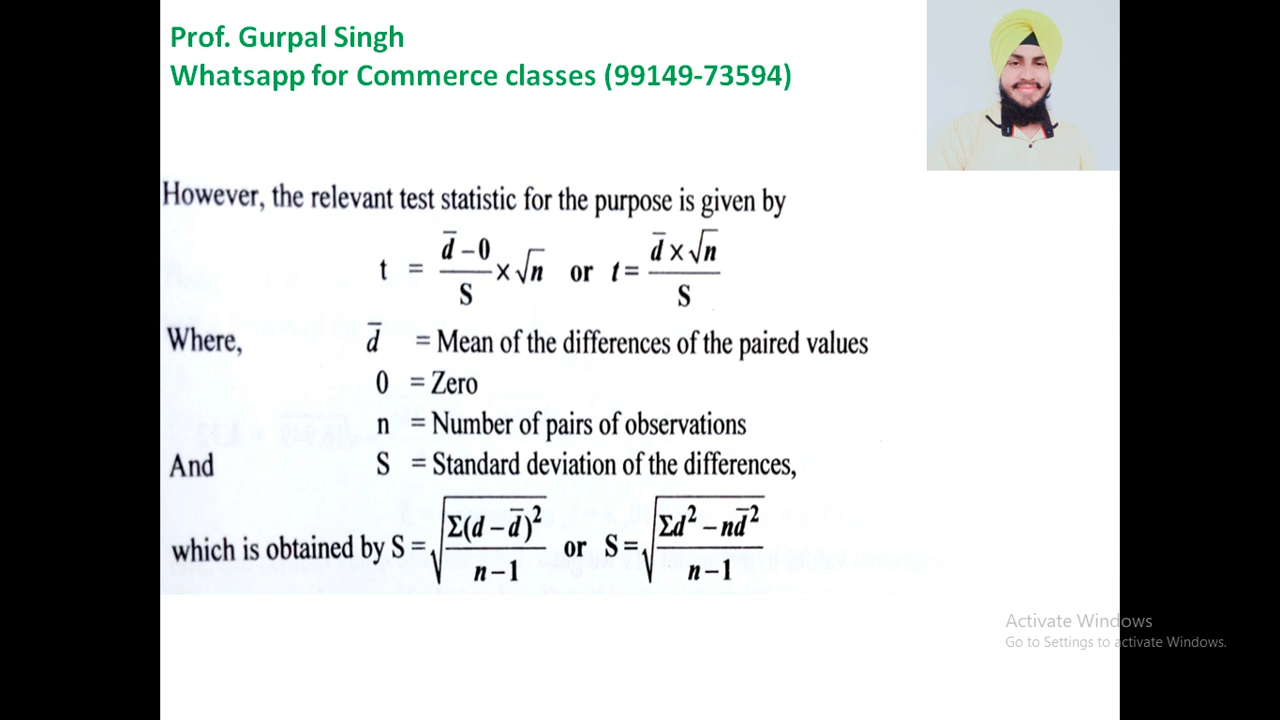 Prof. Gurpal Singh
Whatsapp for Commerce classes (99149-73594)
However, the relevant test statistic for the purpose is given by
t = (d̅ – 0)/S × √n or t = (d̅ × √n)/S
Where, d̅ = Mean of the differences of the paired values
0 = Zero
n = Number of pairs of observations
And S = Standard deviation of the differences,
which is obtained by S = √(Σ(d – d̅)²/(n – 1)) or S = √((Σd² – nd̅²)/(n – 1))
Activate Windows
Go to Settings to activate Windows.